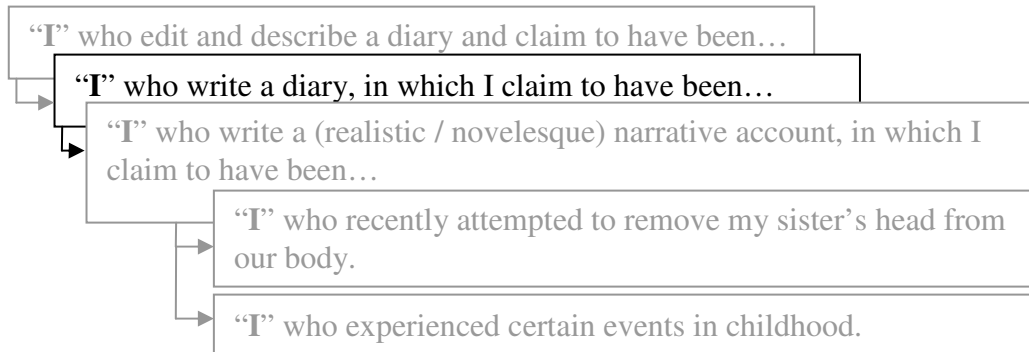 “I” who edit and describe a diary and claim to have been…
“I” who write a diary, in which I claim to have been…
“I” who write a (realistic / novelesque) narrative account, in which I
claim to have been…
“I” who recently attempted to remove my sister’s head from
our body.
“I” who experienced certain events in childhood.